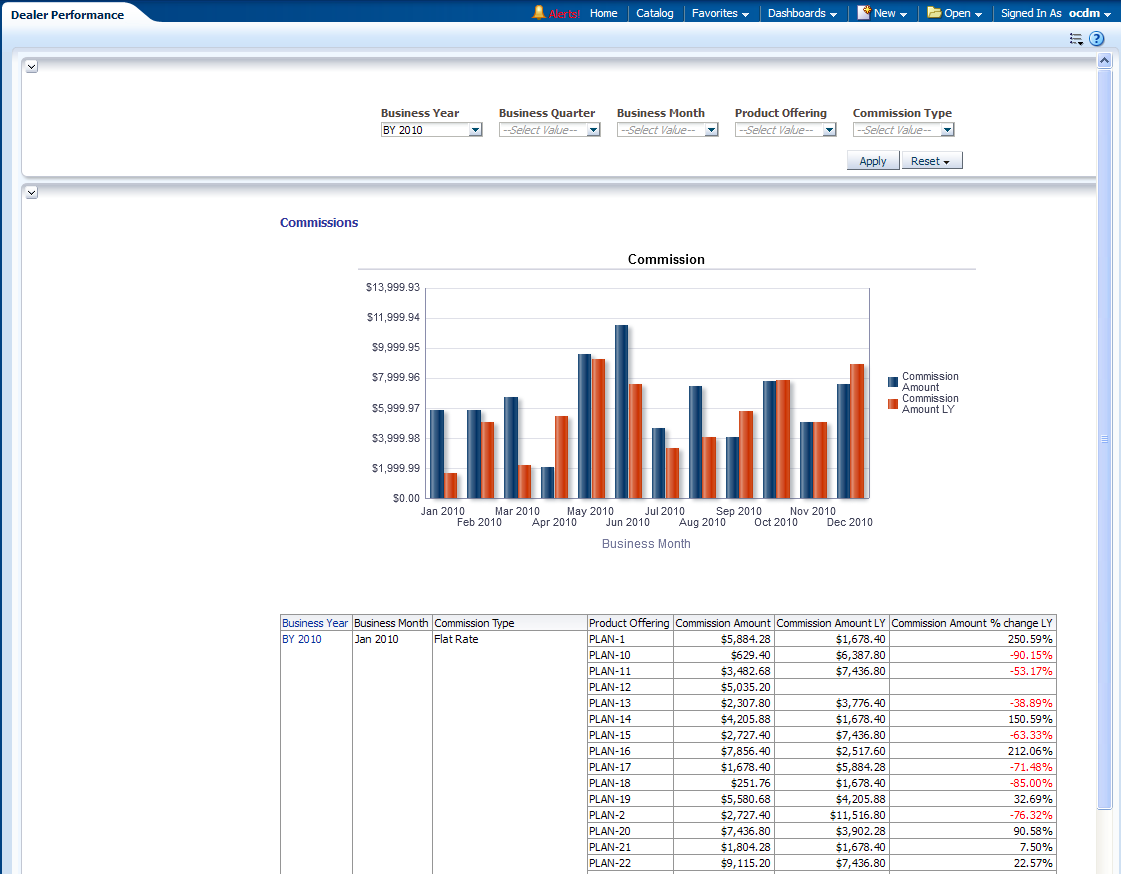 Dealer Performance
Alerts! Home Catalog Favorites Dashboards New Open Signed In As ocdm
Business Year Business Quarter Business Month Product Offering Commission Type
BY 2010 --Select Value-- --Select Value-- --Select Value-- --Select Value--
Apply Reset
Commissions
Commission
$13,999.93
$11,999.94
$9,999.95
$7,999.96
$5,999.97
$3,999.98
$1,999.99
$0.00
Commission
Amount
Commission
Amount LY
Jan 2010 Mar 2010 May 2010 Jul 2010 Sep 2010 Nov 2010
Feb 2010 Apr 2010 Jun 2010 Aug 2010 Oct 2010 Dec 2010
Business Month
Business Year Business Month Commission Type Product Offering Commission Amount Commission Amount LY Commission Amount % change LY
BY 2010 Jan 2010 Flat Rate PLAN-1 $5,884.28 $1,678.40 250.59%
PLAN-10 $629.40 $6,387.80 -90.15%
PLAN-11 $3,482.68 $7,436.80 -53.17%
PLAN-12 $5,035.20
PLAN-13 $2,307.80 $3,776.40 -38.89%
PLAN-14 $4,205.88 $1,678.40 150.59%
PLAN-15 $2,727.40 $7,436.80 -63.33%
PLAN-16 $7,856.40 $2,517.60 212.06%
PLAN-17 $1,678.40 $5,884.28 -71.48%
PLAN-18 $251.76 $1,678.40 -85.00%
PLAN-19 $5,580.68 $4,205.88 32.69%
PLAN-2 $2,727.40 $11,516.80 -76.32%
PLAN-20 $7,436.80 $3,902.28 90.58%
PLAN-21 $1,804.28 $1,678.40 7.50%
PLAN-22 $9,115.20 $7,436.80 22.57%